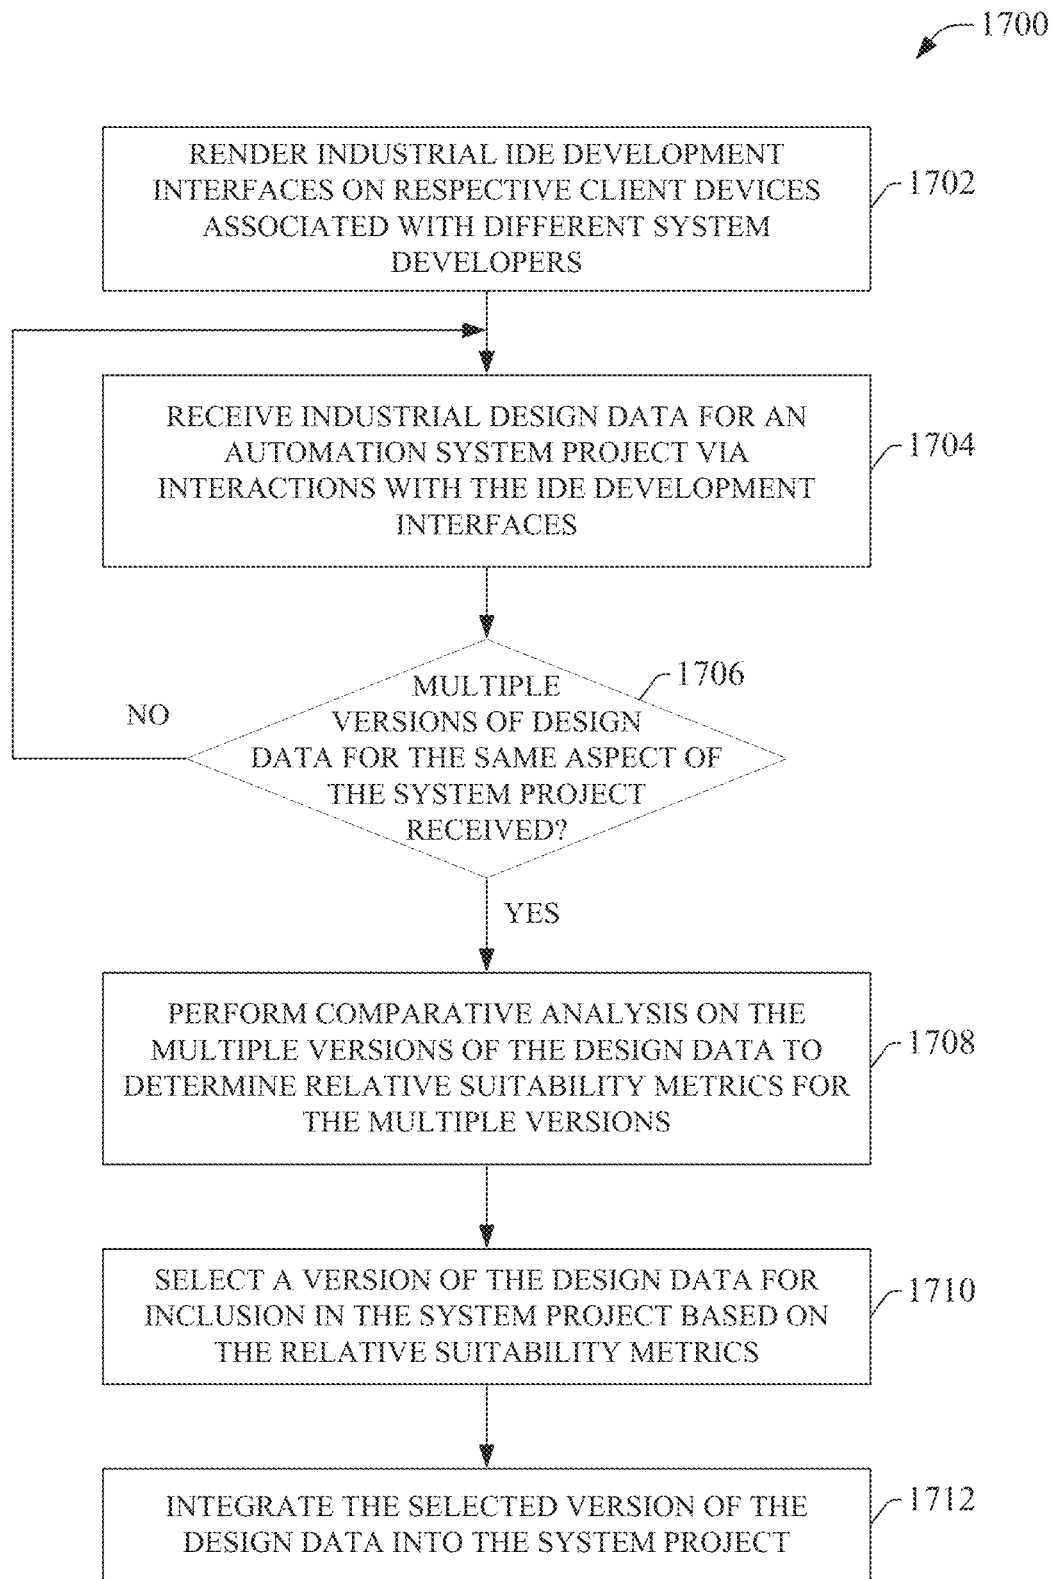 1700
RENDER INDUSTRIAL IDE DEVELOPMENT
INTERFACES ON RESPECTIVE CLIENT DEVICES
ASSOCIATED WITH DIFFERENT SYSTEM
DEVELOPERS
1702
RECEIVE INDUSTRIAL DESIGN DATA FOR AN
AUTOMATION SYSTEM PROJECT VIA
INTERACTIONS WITH THE IDE DEVELOPMENT
INTERFACES
1704
MULTIPLE
VERSIONS OF DESIGN
DATA FOR THE SAME ASPECT OF
THE SYSTEM PROJECT
RECEIVED?
1706
NO
YES
PERFORM COMPARATIVE ANALYSIS ON THE
MULTIPLE VERSIONS OF THE DESIGN DATA TO
DETERMINE RELATIVE SUITABILITY METRICS FOR
THE MULTIPLE VERSIONS
1708
SELECT A VERSION OF THE DESIGN DATA FOR
INCLUSION IN THE SYSTEM PROJECT BASED ON
THE RELATIVE SUITABILITY METRICS
1710
INTEGRATE THE SELECTED VERSION OF THE
DESIGN DATA INTO THE SYSTEM PROJECT
1712